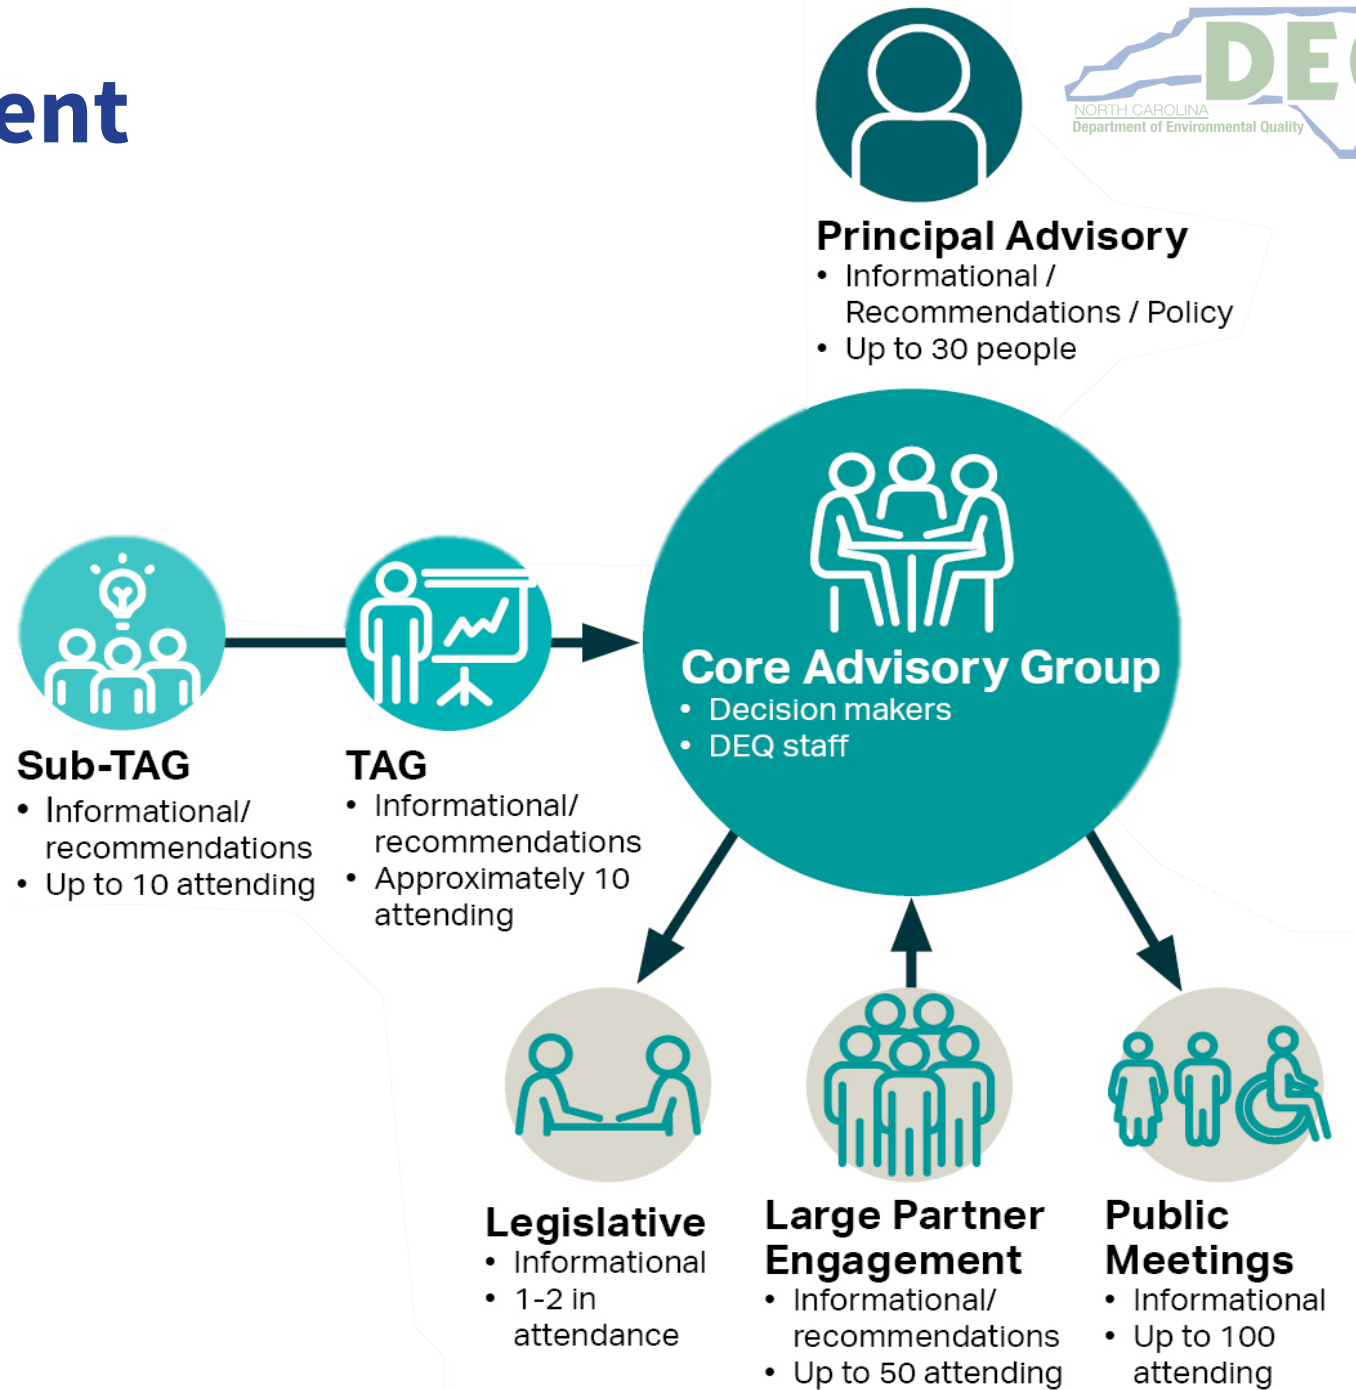 ent
DEQ
NORTH CAROLINA
Department of Environmental Quality
Principal Advisory
• Informational /
Recommendations / Policy
• Up to 30 people
Core Advisory Group
• Decision makers
• DEQ staff
Sub-TAG
• Informational/
recommendations
• Up to 10 attending
TAG
• Informational/
recommendations
• Approximately 10
attending
Legislative
• Informational
• 1-2 in
attendance
Large Partner
Engagement
• Informational/
recommendations
• Up to 50 attending
Public
Meetings
• Informational
• Up to 100
attending